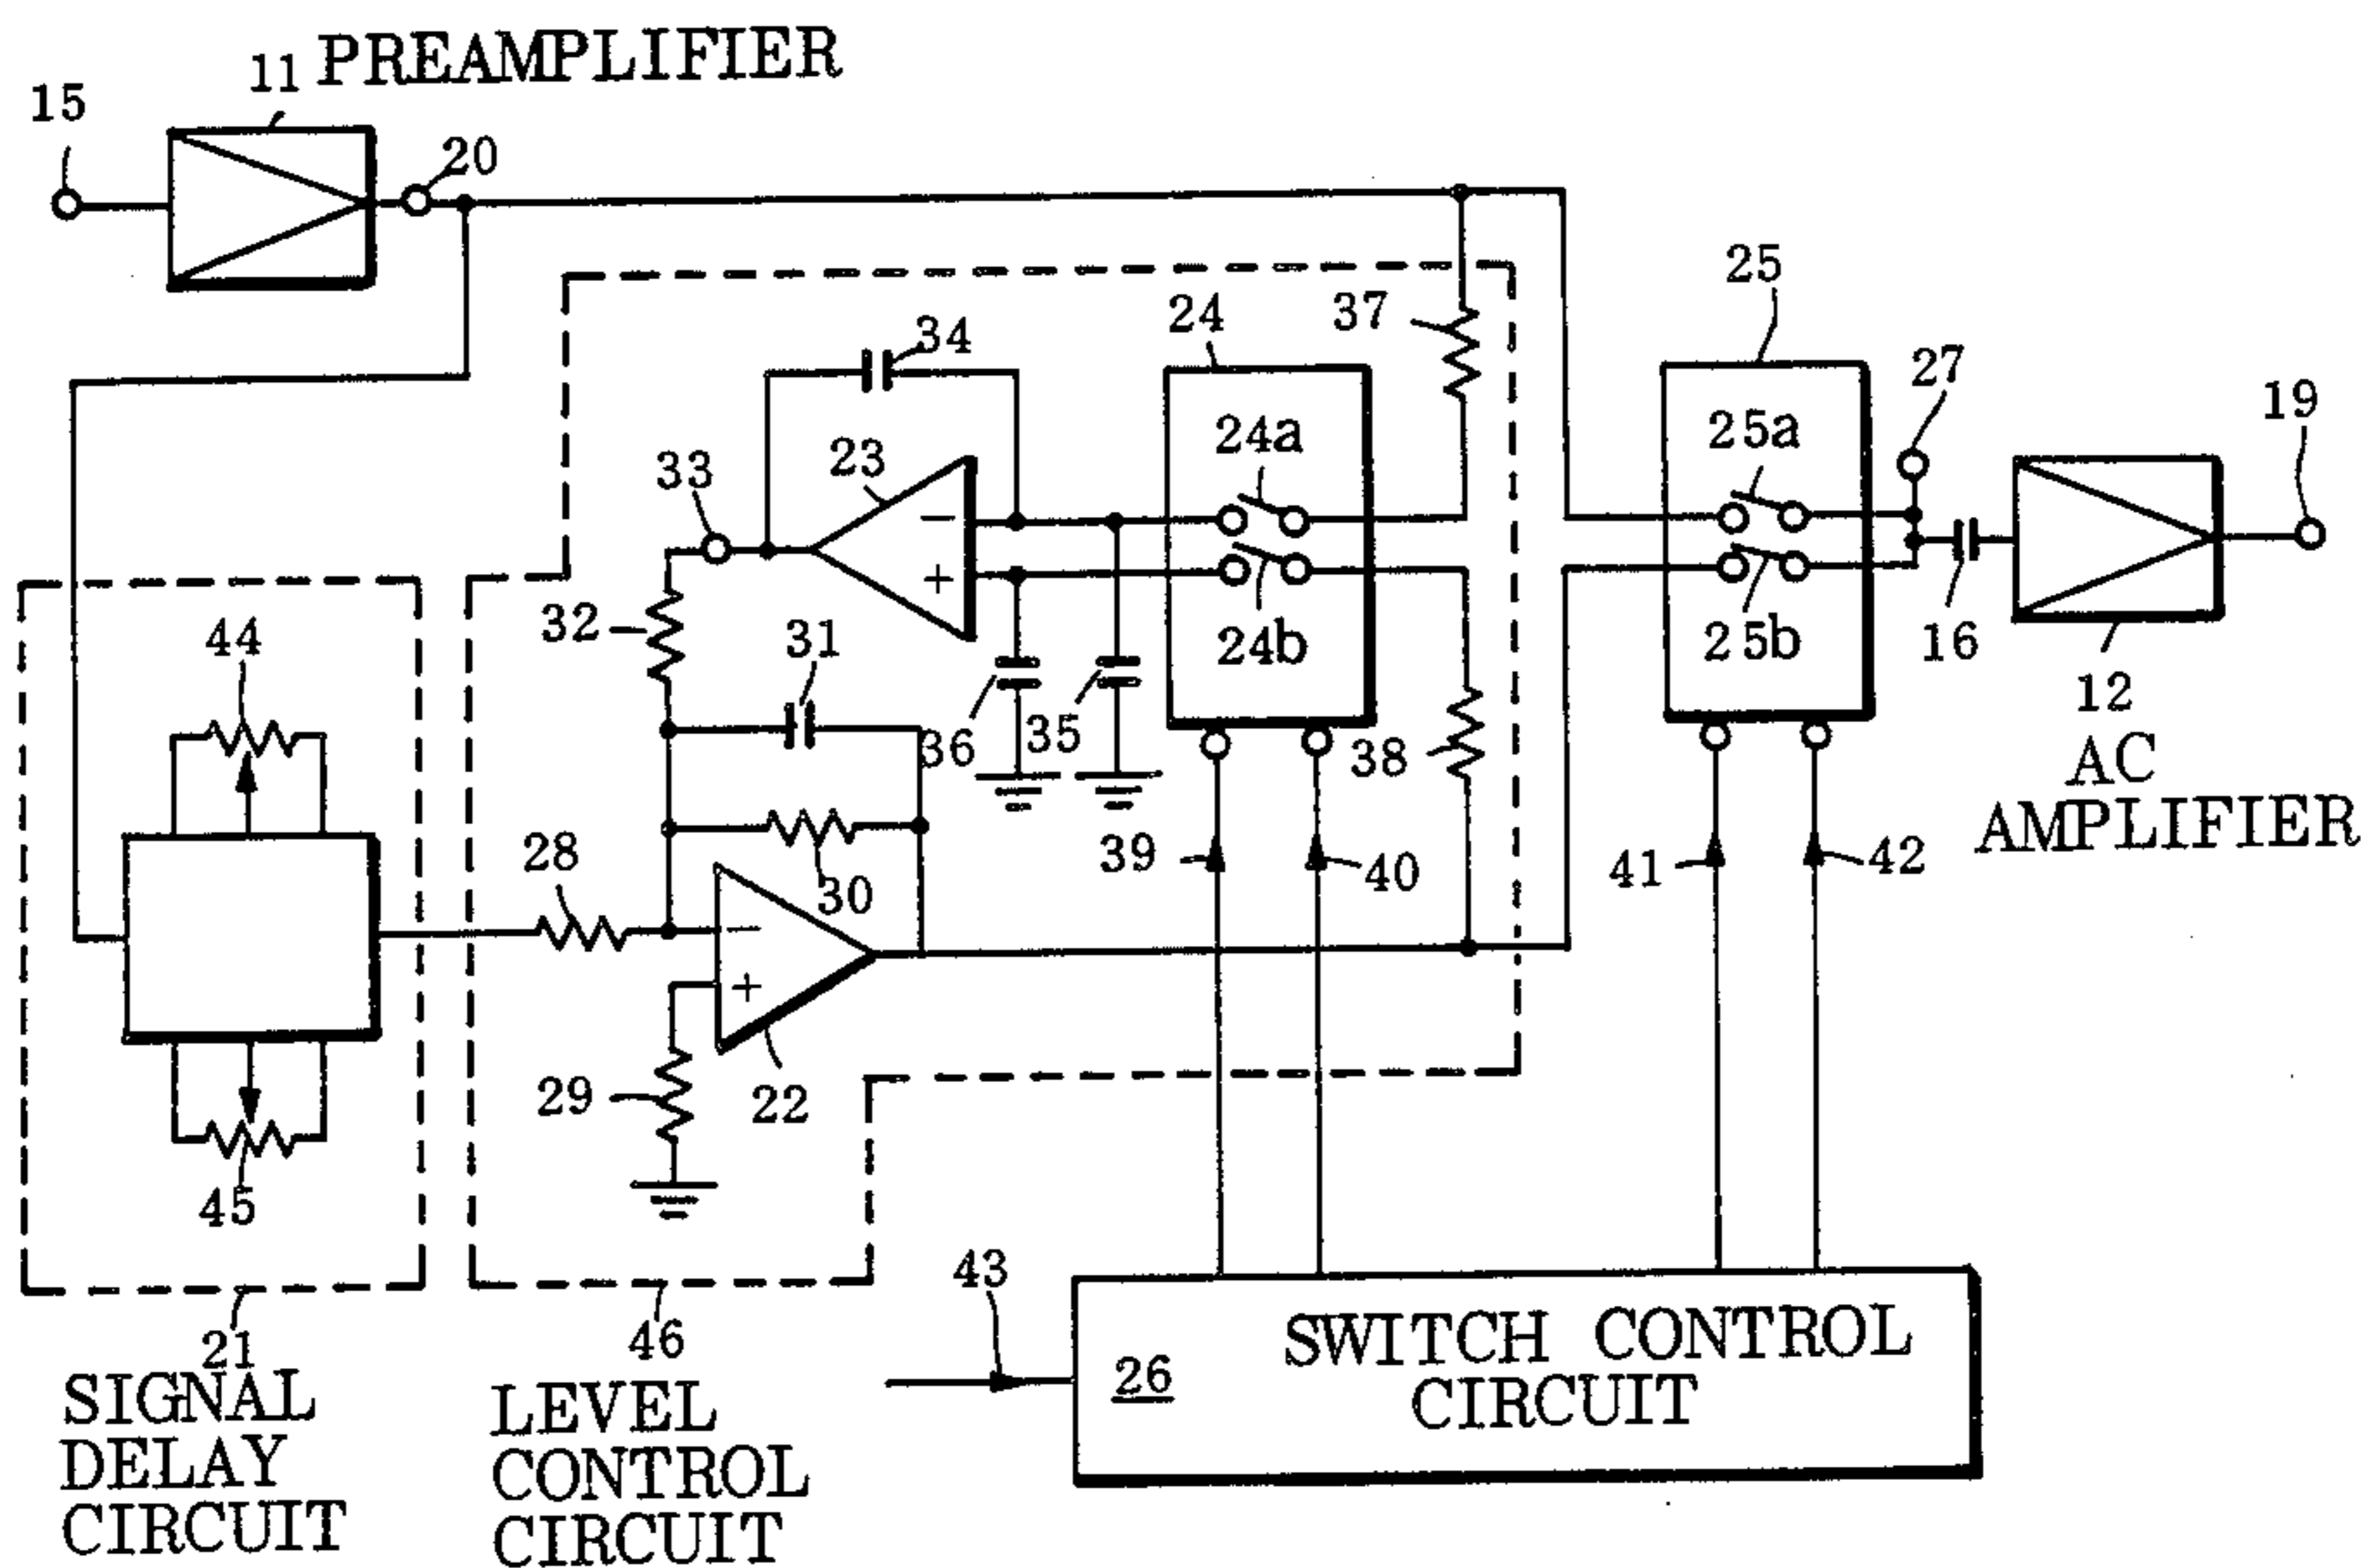 PREAMPLIFIER
11
15
20
25
24
37
27
34
19
24a
25a
23
33
−
+
32
44
31
24b
25b
16
36
35
38
12
AC
AMPLIFIER
28
30
39
40
41
42
−
+
29
22
45
43
21
46
SIGNAL
DELAY
CIRCUIT
LEVEL
CONTROL
CIRCUIT
26
SWITCH CONTROL
CIRCUIT